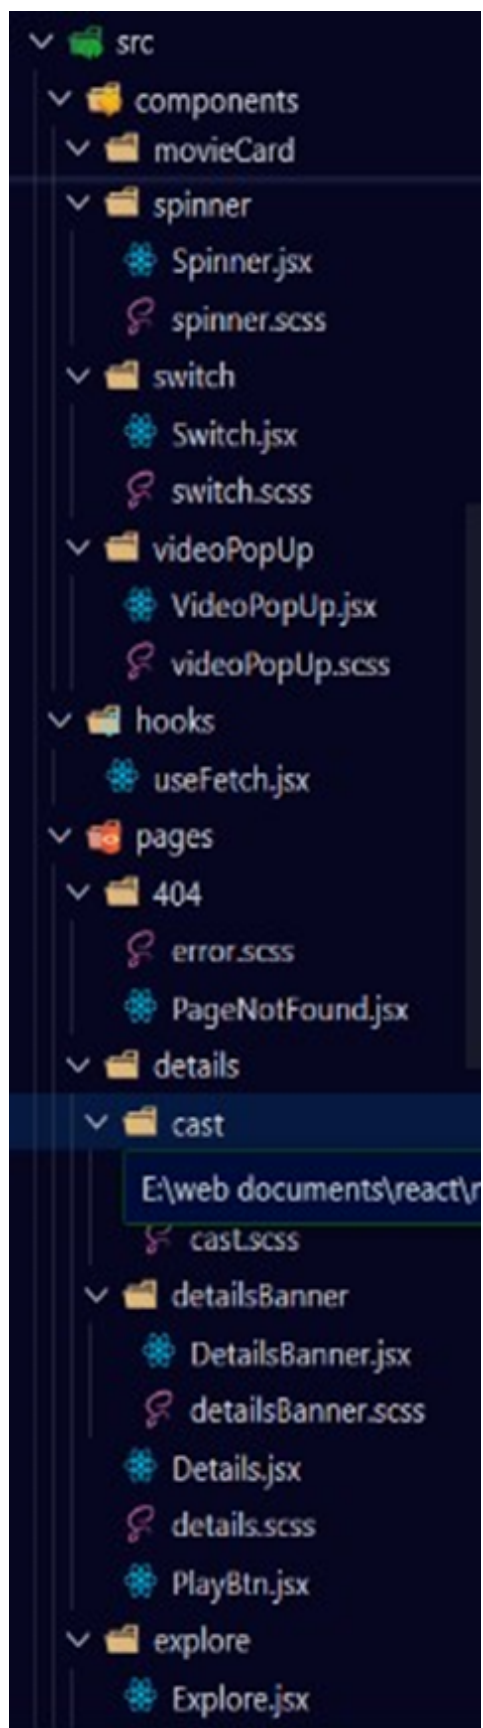 src
components
movieCard
spinner
Spinner.jsx
spinner.scss
switch
Switch.jsx
switch.scss
videoPopUp
VideoPopUp.jsx
videoPopUp.scss
hooks
useFetch.jsx
pages
404
error.scss
PageNotFound.jsx
details
cast
E:\web documents\react\
cast.scss
detailsBanner
DetailsBanner.jsx
detailsBanner.scss
Details.jsx
details.scss
PlayBtn.jsx
explore
Explore.jsx